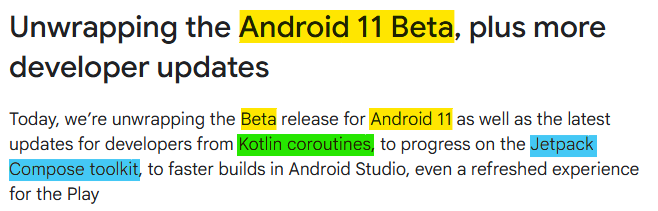 Unwrapping the Android 11 Beta, plus more
developer updates
Today, we’re unwrapping the Beta release for Android 11 as well as the latest
updates for developers from Kotlin coroutines, to progress on the Jetpack
Compose toolkit, to faster builds in Android Studio, even a refreshed experience
for the Play